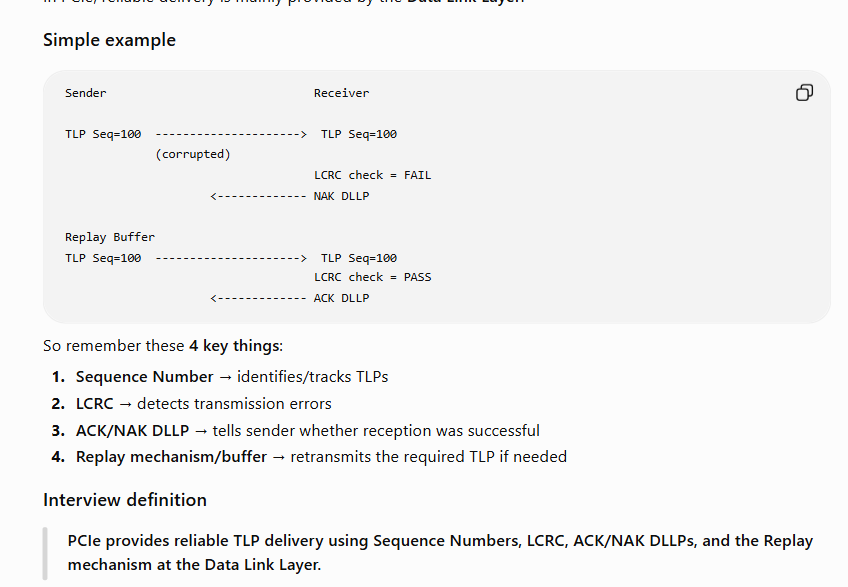 In PCIe, reliable delivery is mainly provided by the Data Link Layer.
Simple example
Sender Receiver
TLP Seq=100 ---------------------> TLP Seq=100
(corrupted)
LCRC check = FAIL
<------------- NAK DLLP
Replay Buffer
TLP Seq=100 ---------------------> TLP Seq=100
LCRC check = PASS
<------------- ACK DLLP
So remember these 4 key things:
1. Sequence Number → identifies/tracks TLPs
2. LCRC → detects transmission errors
3. ACK/NAK DLLP → tells sender whether reception was successful
4. Replay mechanism/buffer → retransmits the required TLP if needed
Interview definition
PCIe provides reliable TLP delivery using Sequence Numbers, LCRC, ACK/NAK DLLPs, and the Replay
mechanism at the Data Link Layer.